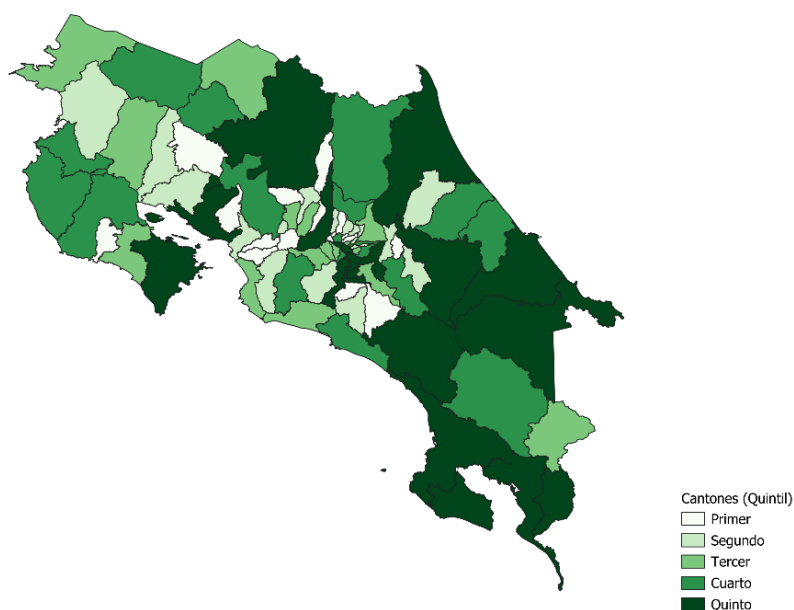 Cantones (Quintil)
Primer
Segundo
Tercer
Cuarto
Quinto